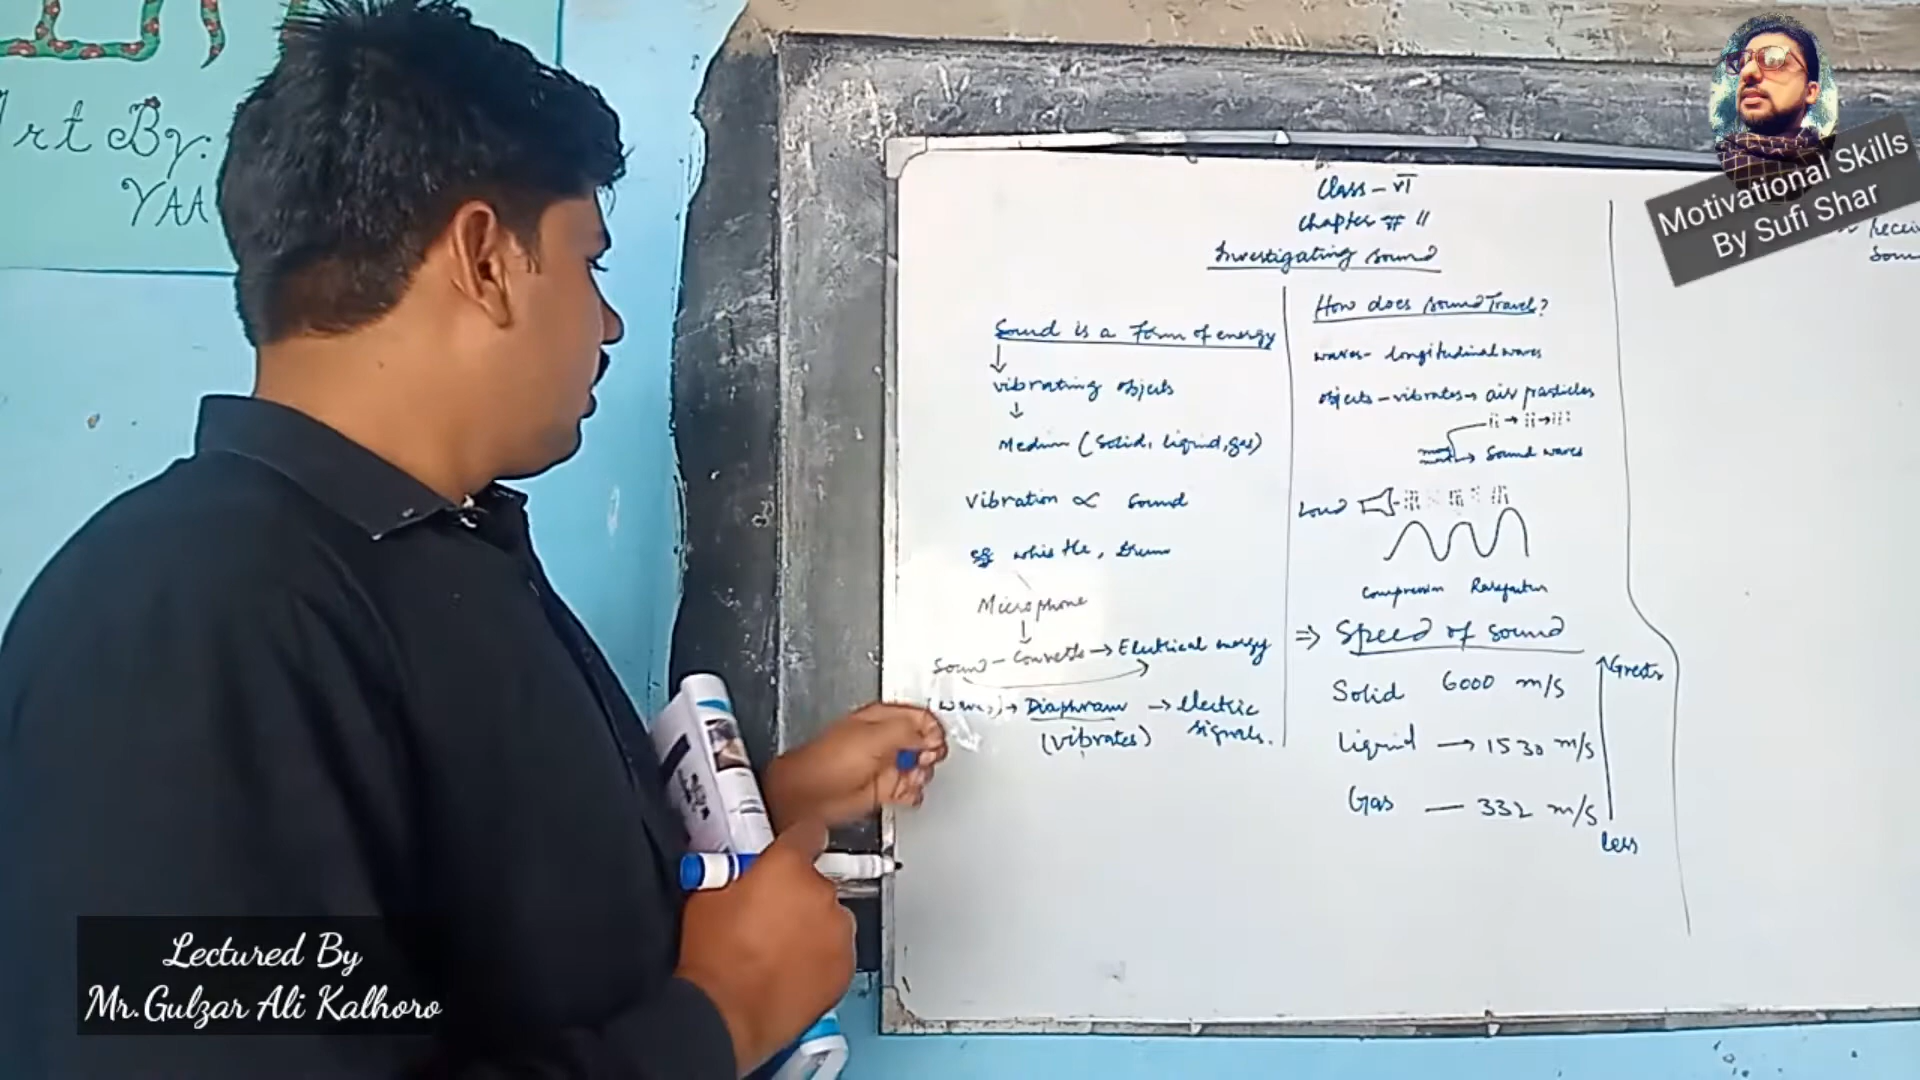 Art By:
YAA
Class - VI
Chapter # 11
Investigating sound
Sound is a Form of energy
vibrating objects
Medium (Solid, liquid, gas)
Vibration ∝ Sound
eg whistle, Drum
Microphone
Sound - Converts → Electrical energy
(waves) → Diaphram → electric
(vibrates) signals.
How does sound Travel?
waves - longitudinal waves
objects - vibrates → air particles
→ Sound waves
Loud
Compression Rarefaction
⇒ Speed of sound
Solid 6000 m/s
Greater
liquid → 1530 m/s
Gas — 332 m/s
less
Motivational Skills
By Sufi Shar
Lectured By
Mr.Gulzar Ali Kalhoro